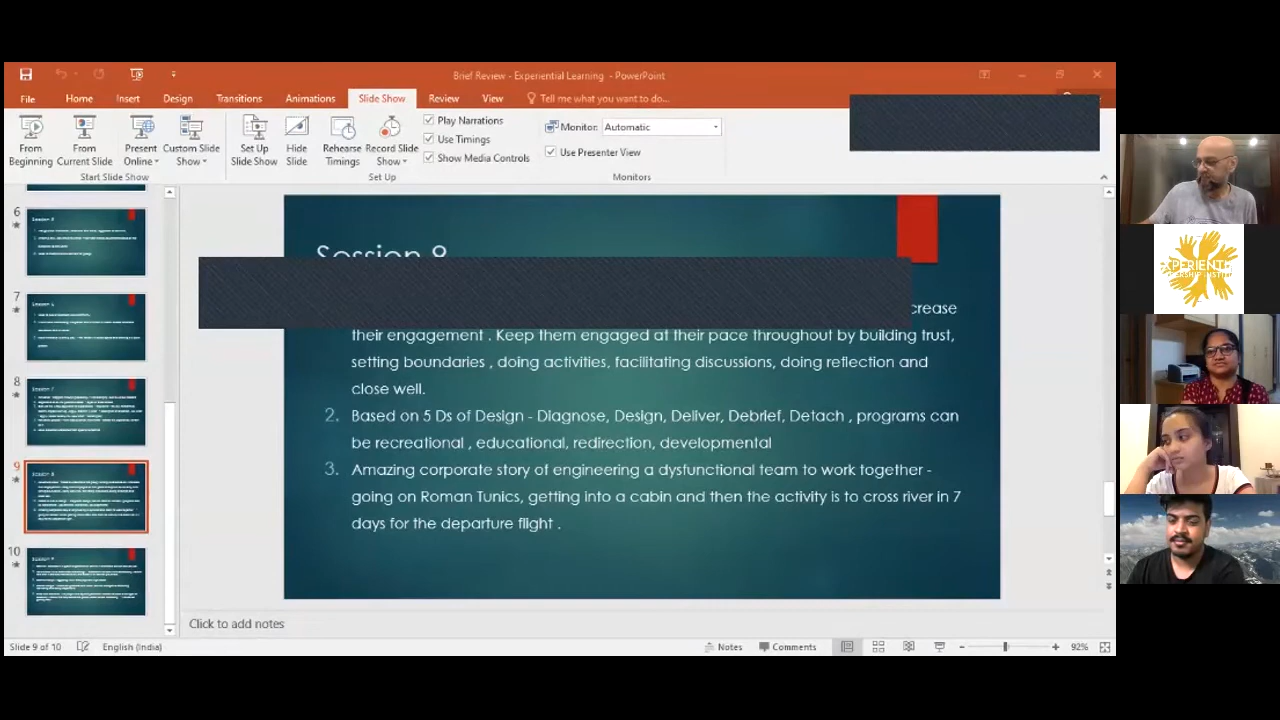 Brief Review - Experiential Learning - PowerPoint
File Home Insert Design Transitions Animations Slide Show Review View Tell me what you want to do...
From Beginning
From Current Slide
Present Online
Custom Slide Show
Start Slide Show
Set Up Slide Show
Hide Slide
Rehearse Timings
Record Slide Show
Play Narrations
Use Timings
Show Media Controls
Set Up
Monitor: Automatic
Use Presenter View
Monitors
6
7
8
9
10
Session 8
crease
their engagement . Keep them engaged at their pace throughout by building trust,
setting boundaries , doing activities, facilitating discussions, doing reflection and
close well.
2. Based on 5 Ds of Design - Diagnose, Design, Deliver, Debrief, Detach , programs can
be recreational , educational, redirection, developmental
3. Amazing corporate story of engineering a dysfunctional team to work together -
going on Roman Tunics, getting into a cabin and then the activity is to cross river in 7
days for the departure flight .
Click to add notes
Slide 9 of 10 English (India) Notes Comments 92%